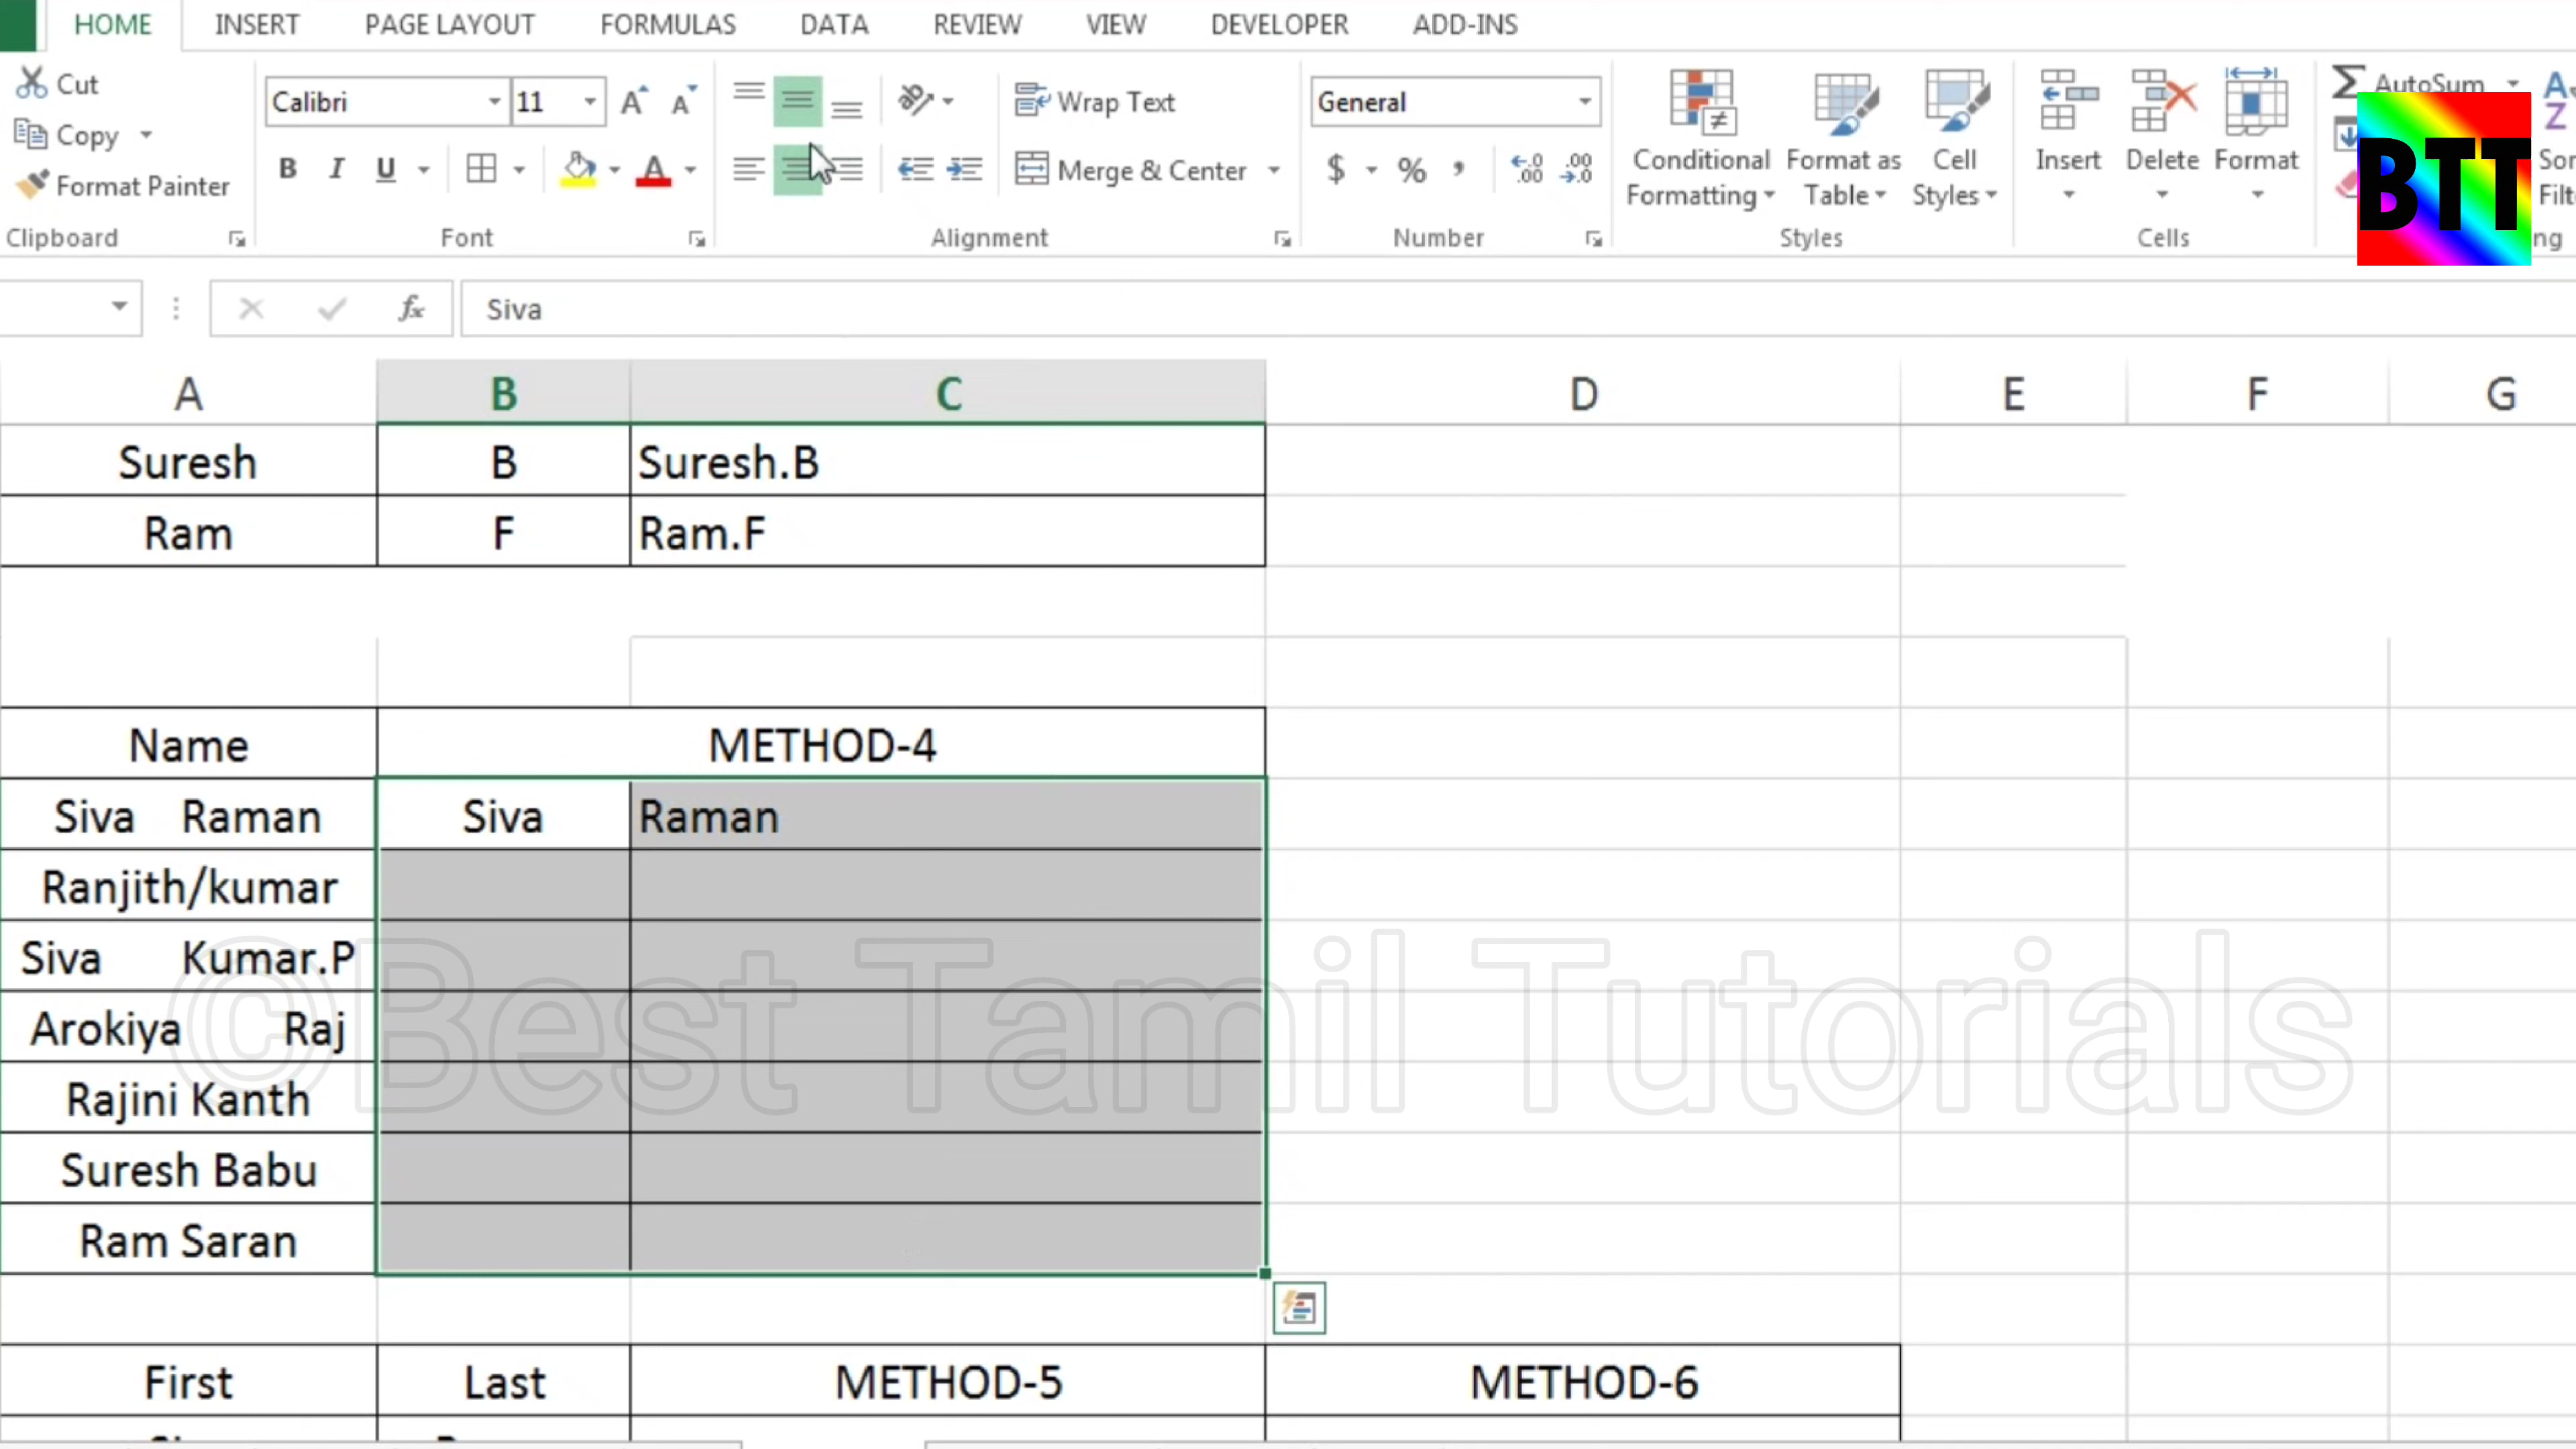 HOME INSERT PAGE LAYOUT FORMULAS DATA REVIEW VIEW DEVELOPER ADD-INS
Cut
Copy
Format Painter
Clipboard
Calibri 11
B I U A
Font
Wrap Text
Merge & Center
Alignment
General
$ % ,
Number
Conditional Formatting
Format as Table
Cell Styles
Styles
Insert Delete Format
Cells
AutoSum
BTT
fx Siva
A B C D E F G
Suresh B Suresh.B
Ram F Ram.F
Name METHOD-4
Siva Raman Siva Raman
Ranjith/kumar
Siva Kumar.P
Arokiya Raj
Rajini Kanth
Suresh Babu
Ram Saran
©Best Tamil Tutorials
First Last METHOD-5 METHOD-6